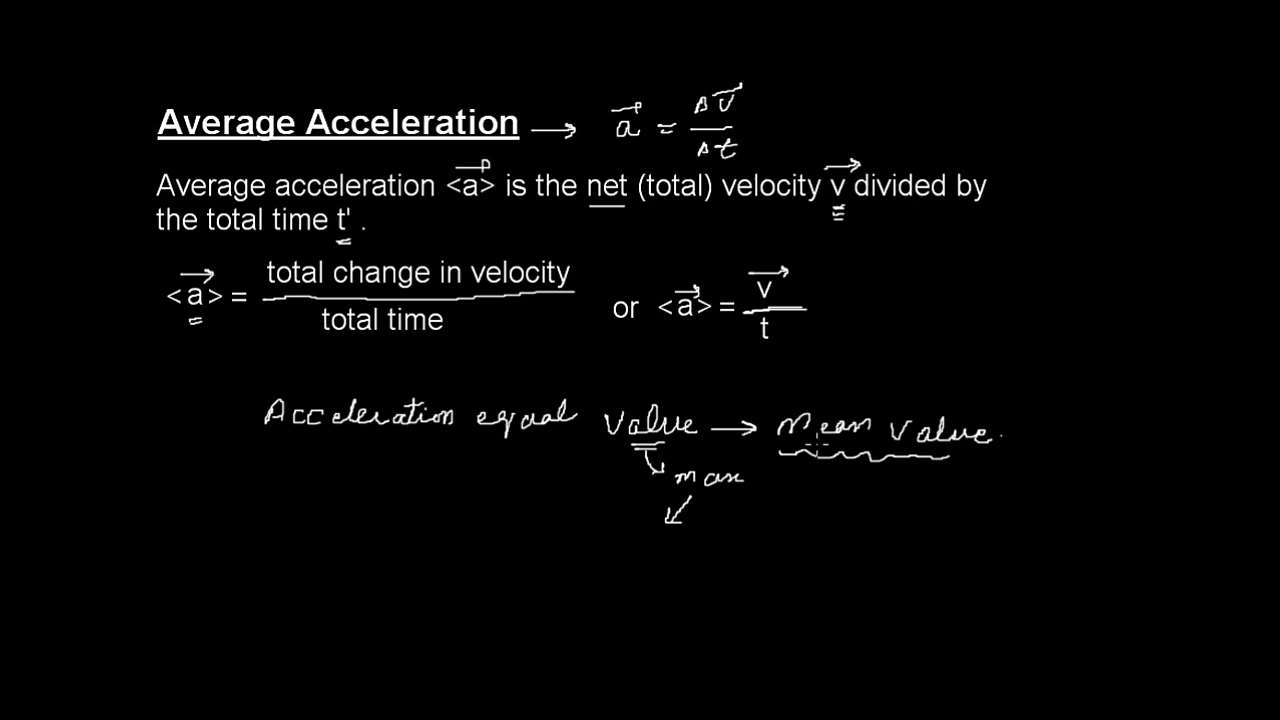 Average Acceleration → a⃗ = Δv⃗ / Δt
Average acceleration <a⃗> is the net (total) velocity v⃗ divided by
the total time t' .
<a⃗> = total change in velocity / total time or <a⃗> = v⃗ / t
Acceleration equal value → Mean value.
max